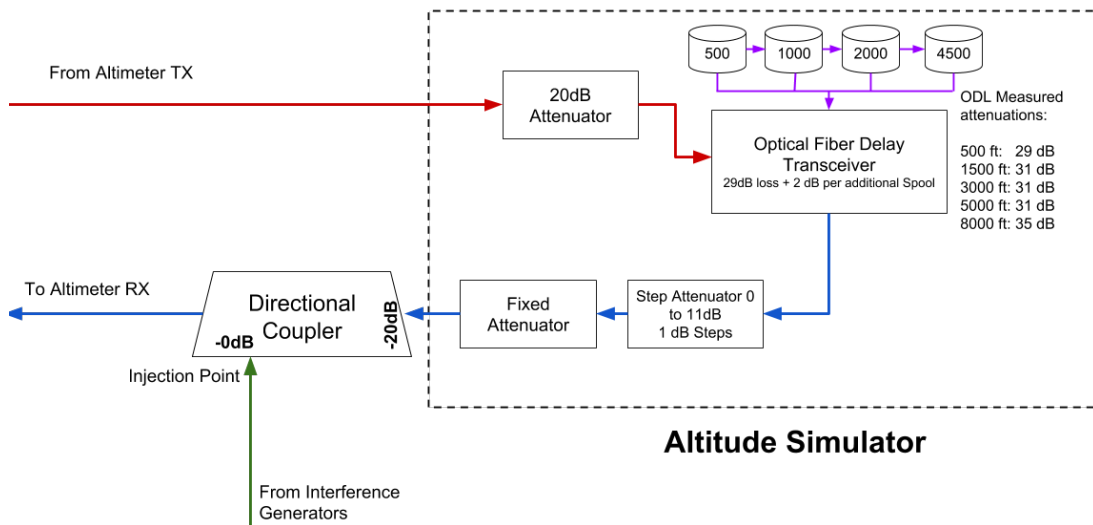 500
1000
2000
4500
From Altimeter TX
20dB
Attenuator
ODL Measured
attenuations:
Optical Fiber Delay
Transceiver
29dB loss + 2 dB per additional Spool
500 ft: 29 dB
1500 ft: 31 dB
3000 ft: 31 dB
5000 ft: 31 dB
8000 ft: 35 dB
To Altimeter RX
Directional
Coupler
-0dB
-20dB
Fixed
Attenuator
Step Attenuator 0
to 11dB
1 dB Steps
Injection Point
Altitude Simulator
From Interference
Generators